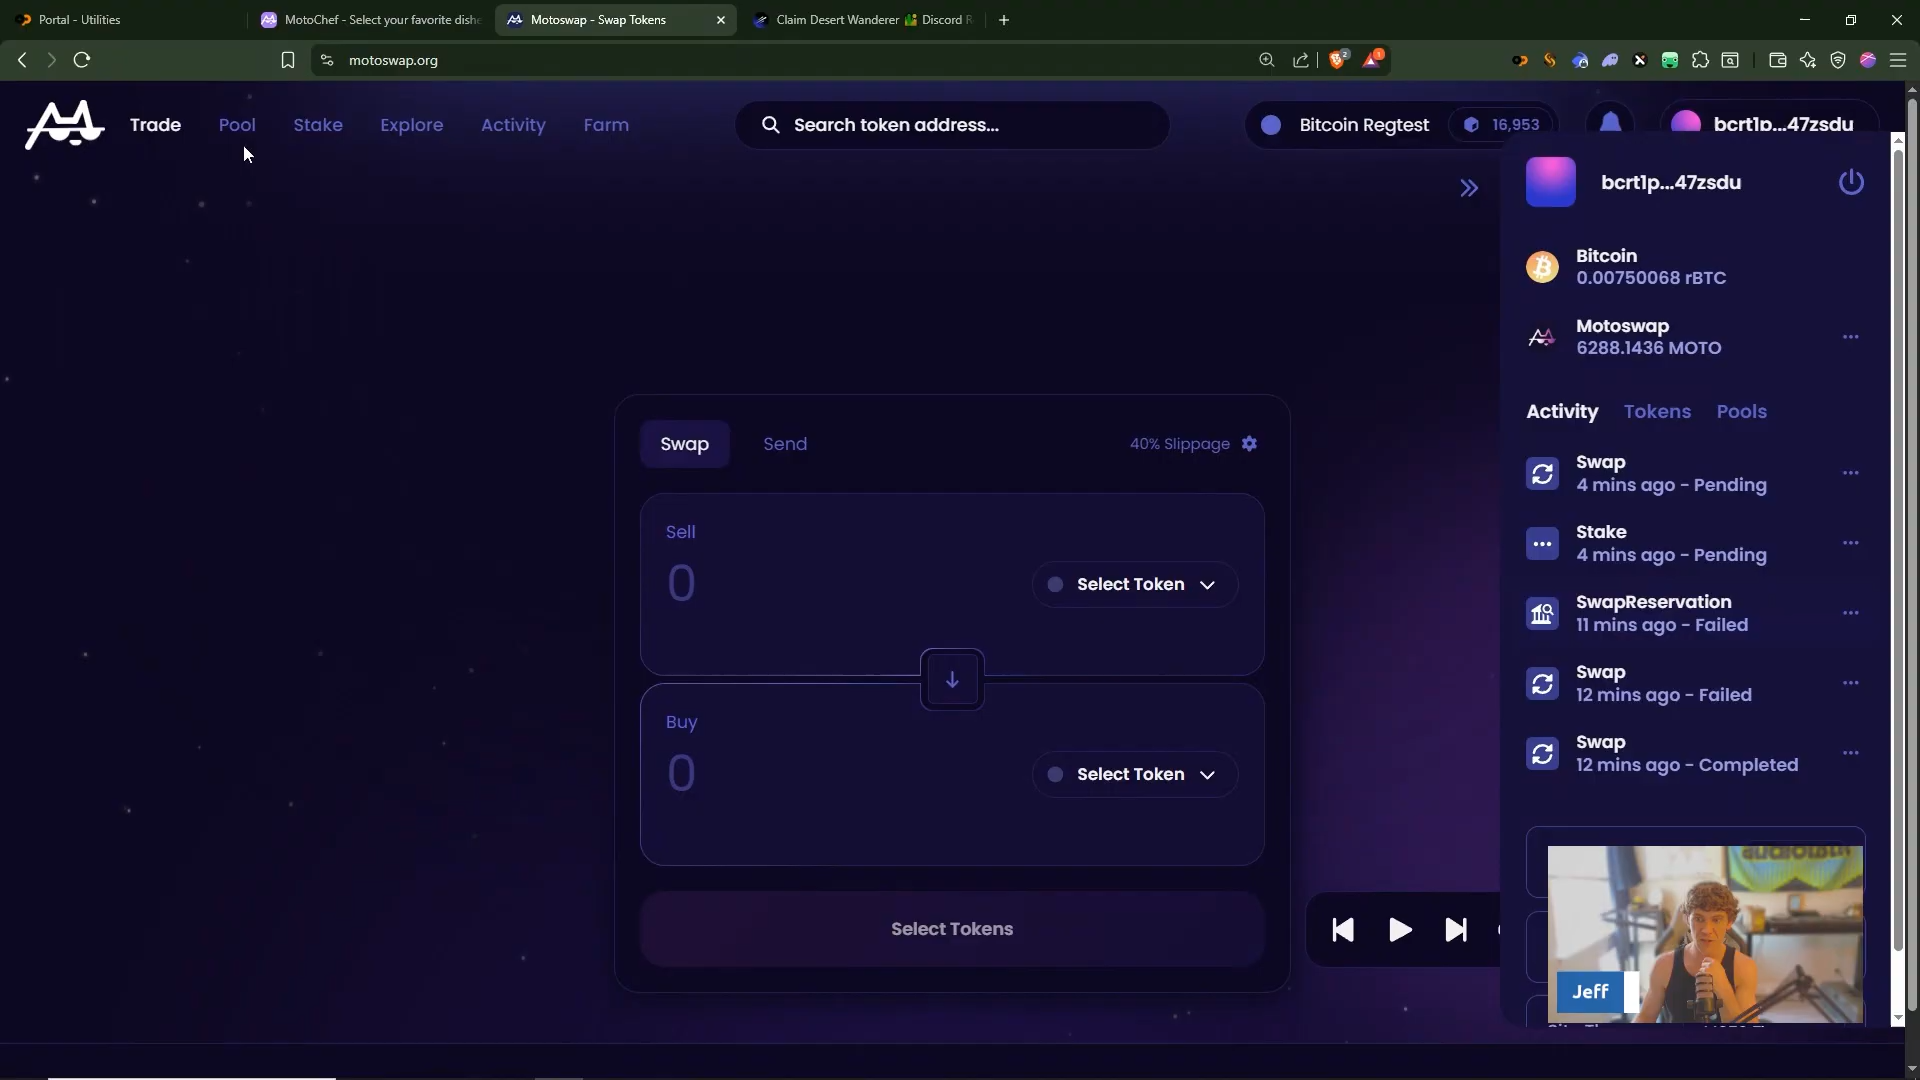 Portal - Utilities
MotoChef - Select your favorite dishe
Motoswap - Swap Tokens
Claim Desert Wanderer
Discord R
motoswap.org
2
1
Trade
Pool
Stake
Explore
Activity
Farm
Search token address...
Bitcoin Regtest
16,953
bcrt1p...47zsdu
bcrt1p...47zsdu
Bitcoin
0.00750068 rBTC
Motoswap
6288.1436 MOTO
Activity
Tokens
Pools
Swap
4 mins ago - Pending
Stake
4 mins ago - Pending
SwapReservation
11 mins ago - Failed
Swap
12 mins ago - Failed
Swap
12 mins ago - Completed
Swap
Send
40% Slippage
Sell
0
Select Token
Buy
0
Select Token
Select Tokens
Jeff